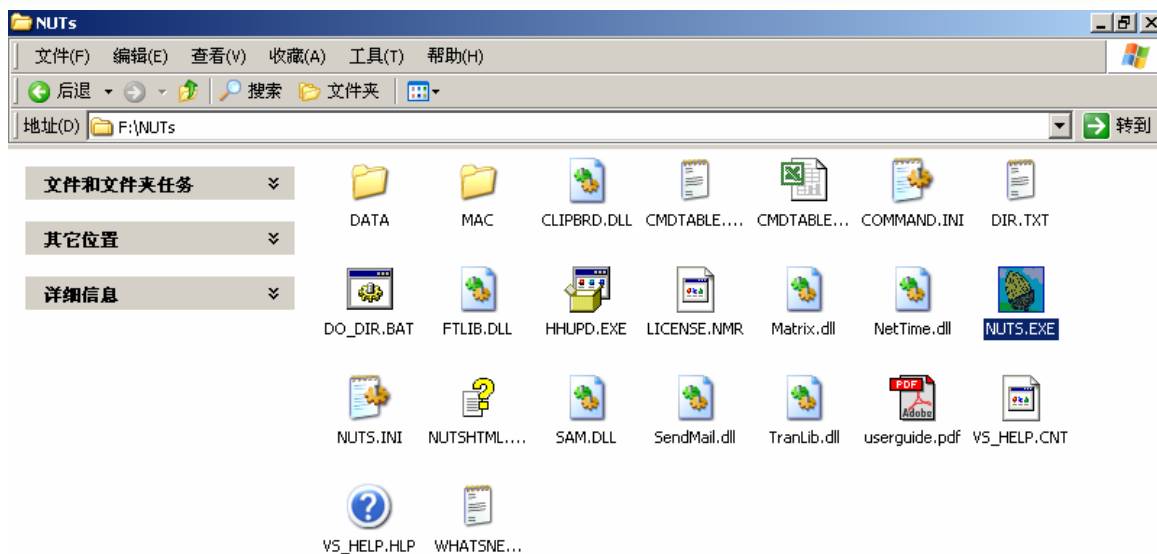 NUTs
文件(F) 编辑(E) 查看(V) 收藏(A) 工具(T) 帮助(H)
后退 搜索 文件夹
地址(D) F:\NUTs 转到
文件和文件夹任务
其它位置
详细信息
DATA MAC CLIPBRD.DLL CMDTABLE.... CMDTABLE... COMMAND.INI DIR.TXT
DO_DIR.BAT FTLIB.DLL HHUPD.EXE LICENSE.NMR Matrix.dll NetTime.dll NUTS.EXE
PDF
Adobe
NUTS.INI NUTSHTML.... SAM.DLL SendMail.dll TranLib.dll userguide.pdf VS_HELP.CNT
VS_HELP.HLP WHATSNE...